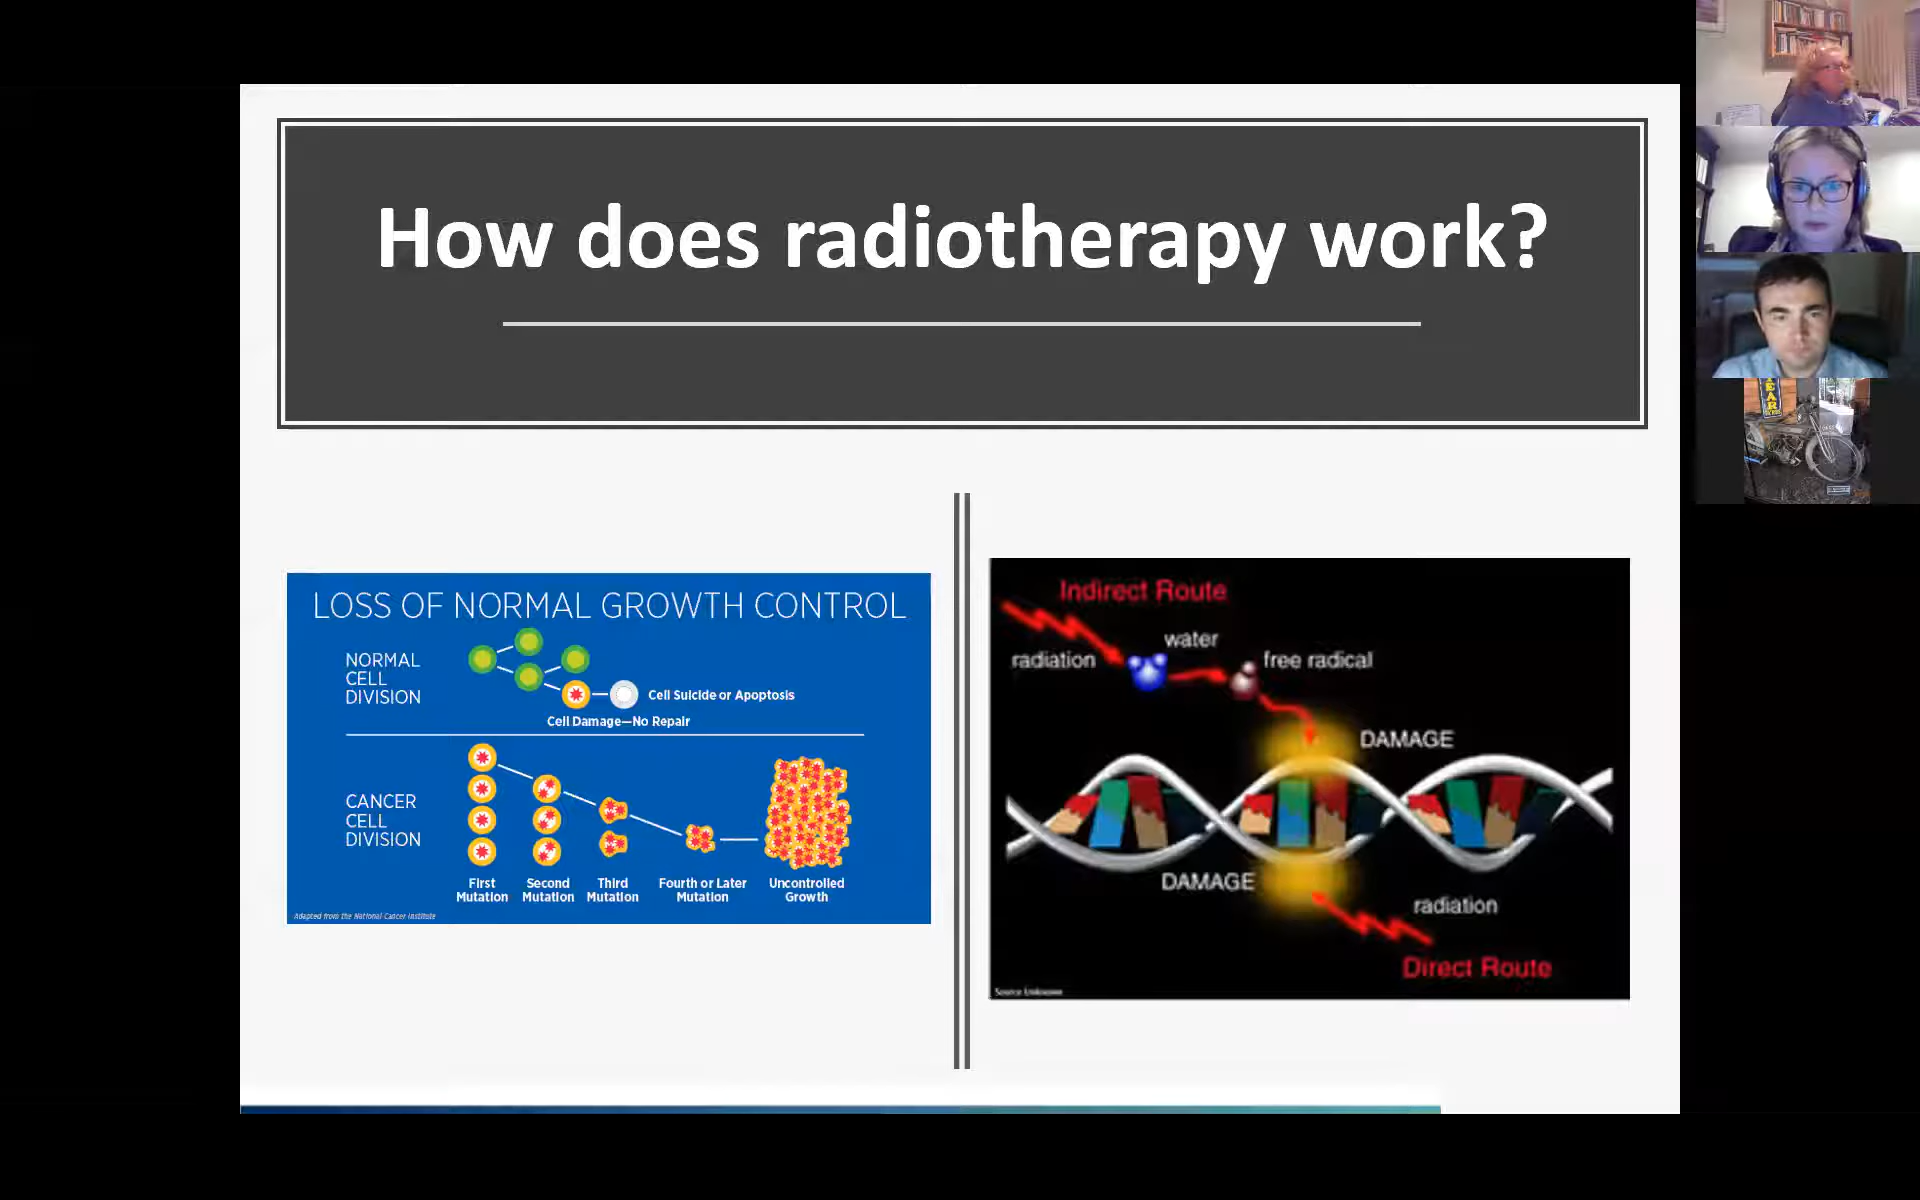 How does radiotherapy work?
LOSS OF NORMAL GROWTH CONTROL
NORMAL
CELL
DIVISION
Cell Suicide or Apoptosis
Cell Damage—No Repair
CANCER
CELL
DIVISION
First
Mutation
Second
Mutation
Third
Mutation
Fourth or Later
Mutation
Uncontrolled
Growth
Adapted from the National Cancer Institute
Indirect Route
water
radiation
free radical
DAMAGE
DAMAGE
radiation
Direct Route
Source Unknown
EAR